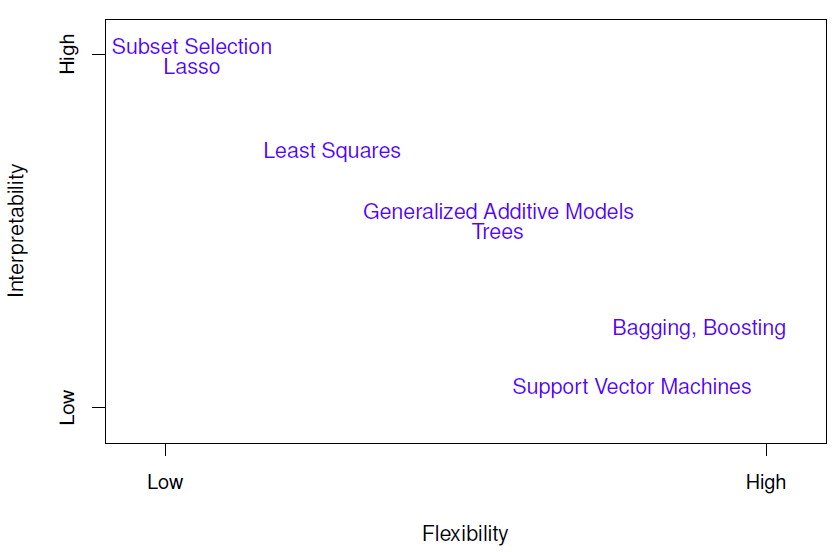 High
Subset Selection
Lasso
Least Squares
Interpretability
Generalized Additive Models
Trees
Bagging, Boosting
Support Vector Machines
Low
Low
High
Flexibility